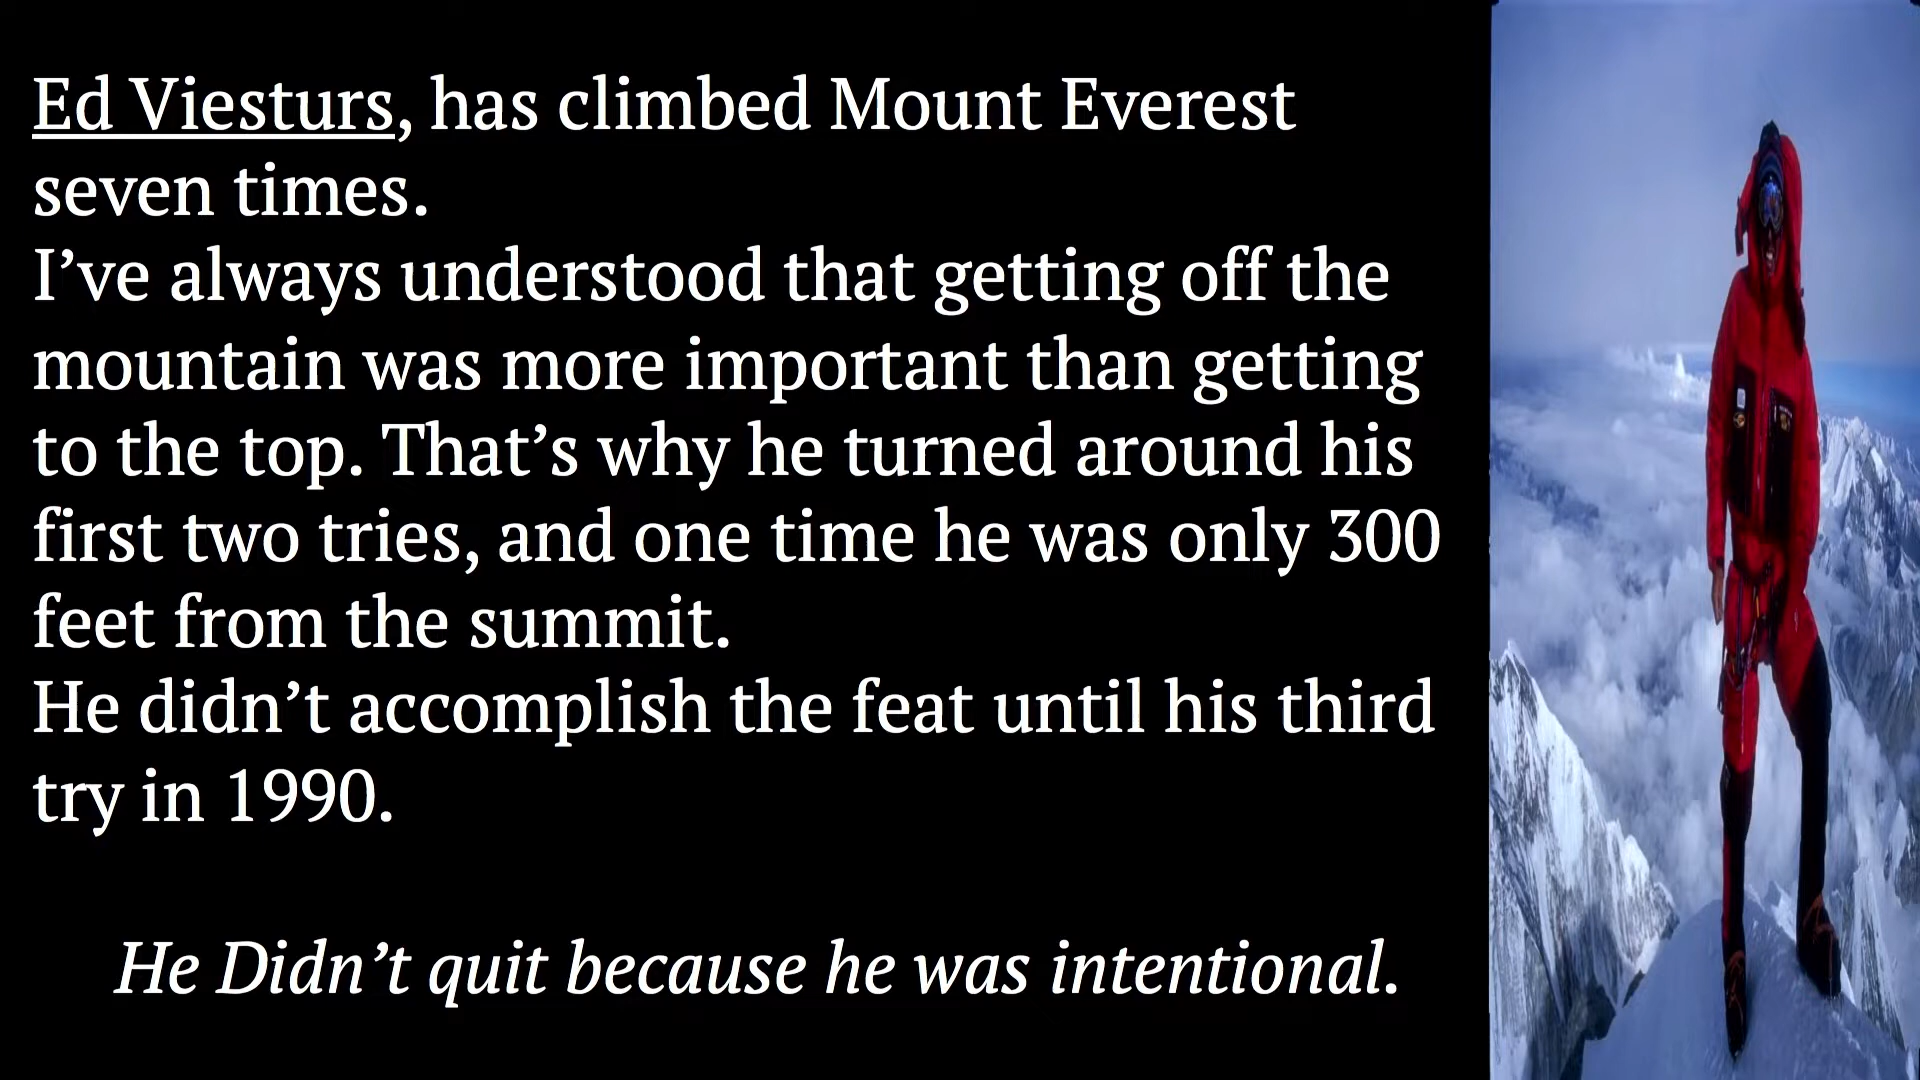 Ed Viesturs, has climbed Mount Everest
seven times.
I’ve always understood that getting off the
mountain was more important than getting
to the top. That’s why he turned around his
first two tries, and one time he was only 300
feet from the summit.
He didn’t accomplish the feat until his third
try in 1990.
He Didn’t quit because he was intentional.